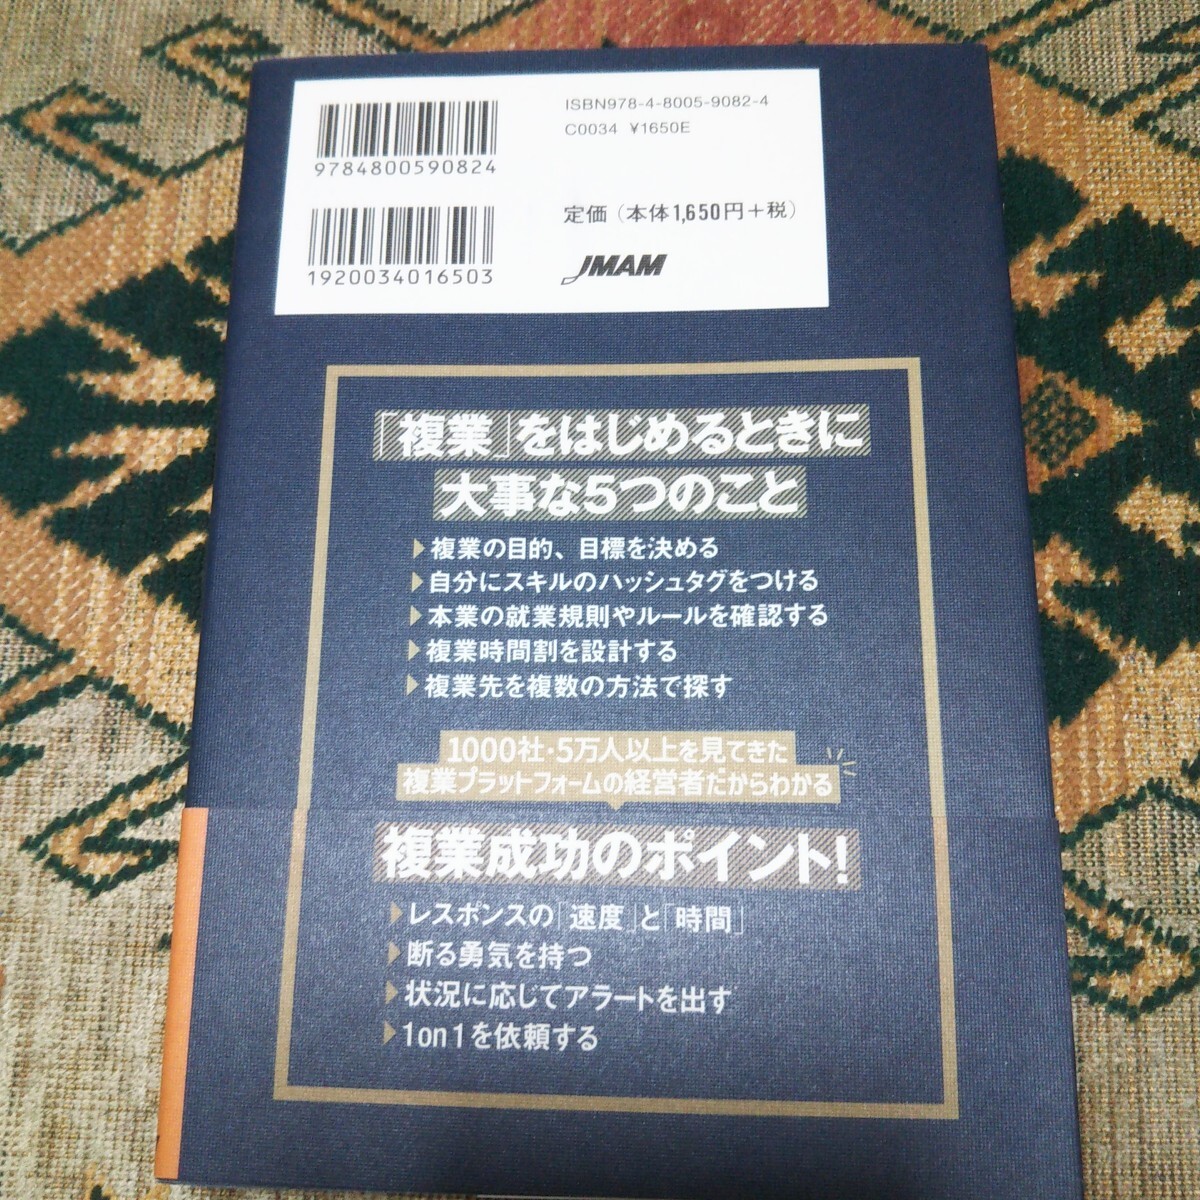 ISBN978-4-8005-9082-4
C0034 ¥1650E
9784800590824
定価(本体1,650円+税)
1920034016503
JMAM
「複業」をはじめるときに
大事な5つのこと
▶複業の目的、目標を決める
▶自分にスキルのハッシュタグをつける
▶本業の就業規則やルールを確認する
▶複業時間割を設計する
▶複業先を複数の方法で探す
1000社・5万人以上を見てきた
複業プラットフォームの経営者だからわかる
複業成功のポイント!
▶レスポンスの「速度」と「時間」
▶断る勇気を持つ
▶状況に応じてアラートを出す
▶1on1を依頼する